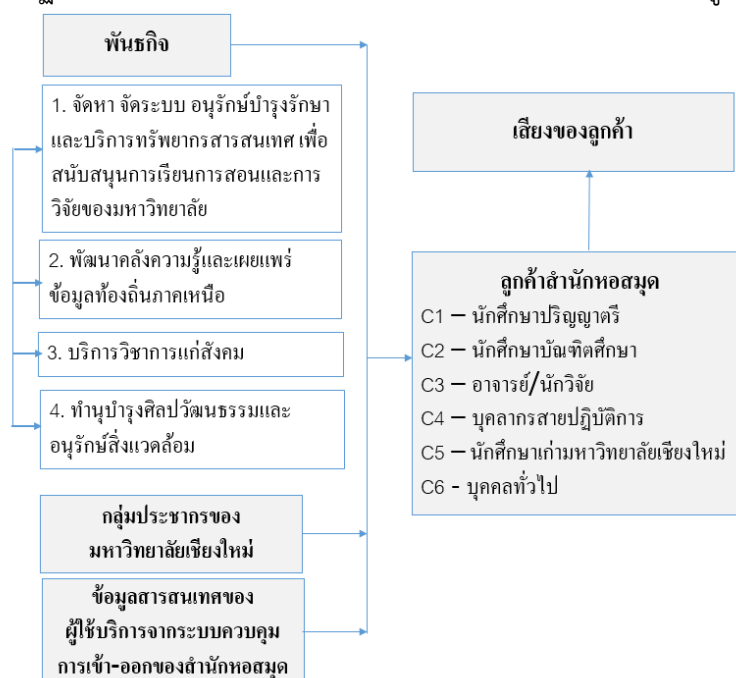 พันธกิจ
1. จัดหา จัดระบบ อนุรักษ์บำรุงรักษา
และบริการทรัพยากรสารสนเทศ เพื่อ
สนับสนุนการเรียนการสอนและการ
วิจัยของมหาวิทยาลัย
2. พัฒนาคลังความรู้และเผยแพร่
ข้อมูลท้องถิ่นภาคเหนือ
3. บริการวิชาการแก่สังคม
4. ทำนุบำรุงศิลปวัฒนธรรมและ
อนุรักษ์สิ่งแวดล้อม
กลุ่มประชากรของ
มหาวิทยาลัยเชียงใหม่
ข้อมูลสารสนเทศของ
ผู้ใช้บริการจากระบบควบคุม
การเข้า-ออกของสำนักหอสมุด
เสียงของลูกค้า
ลูกค้าสำนักหอสมุด
C1 – นักศึกษาปริญญาตรี
C2 – นักศึกษาบัณฑิตศึกษา
C3 – อาจารย์/นักวิจัย
C4 – บุคลากรสายปฏิบัติการ
C5 – นักศึกษาเก่ามหาวิทยาลัยเชียงใหม่
C6 - บุคคลทั่วไป